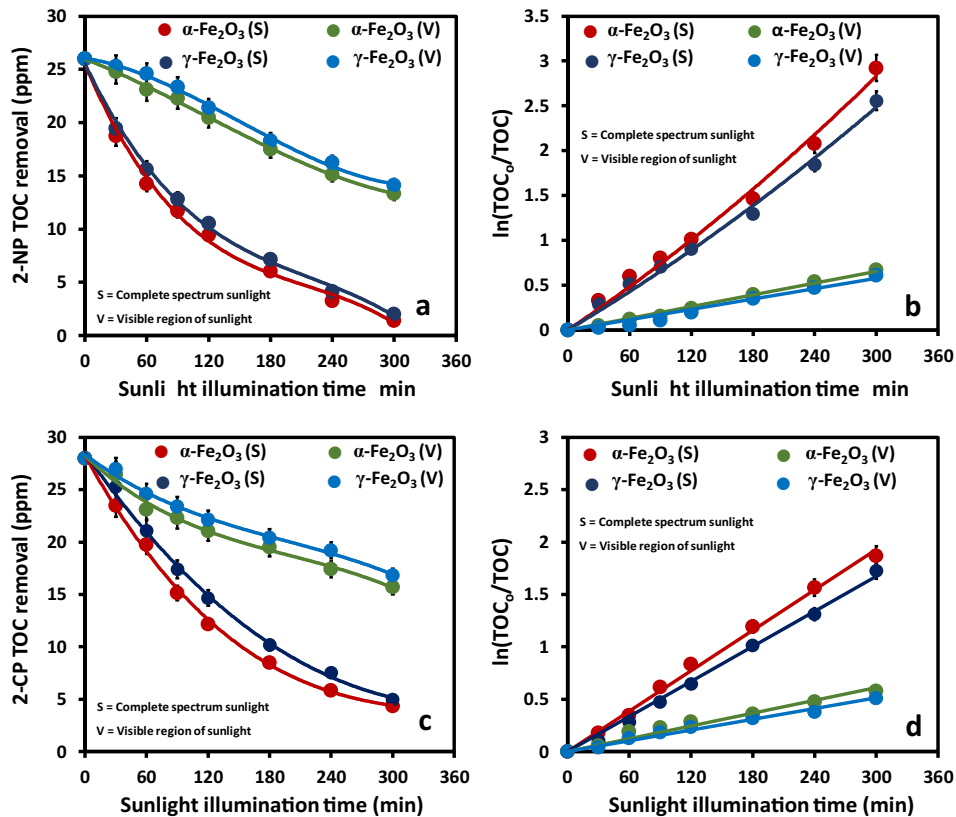 30
25
20
15
10
5
0
2-NP TOC removal (ppm)
α-Fe₂O₃ (S)
α-Fe₂O₃ (V)
γ-Fe₂O₃ (S)
γ-Fe₂O₃ (V)
S = Complete spectrum sunlight
V = Visible region of sunlight
a
0 60 120 180 240 300 360
Sunli ht illumination time min
3
2.5
2
1.5
1
0.5
0
ln(TOCₒ/TOC)
α-Fe₂O₃ (S)
α-Fe₂O₃ (V)
γ-Fe₂O₃ (S)
γ-Fe₂O₃ (V)
S = Complete spectrum sunlight
V = Visible region of sunlight
b
0 60 120 180 240 300 360
Sunli ht illumination time min
30
25
20
15
10
5
0
2-CP TOC removal (ppm)
α-Fe₂O₃ (S)
α-Fe₂O₃ (V)
γ-Fe₂O₃ (S)
γ-Fe₂O₃ (V)
S = Complete spectrum sunlight
V = Visible region of sunlight
c
0 60 120 180 240 300 360
Sunlight illumination time (min)
3
2.5
2
1.5
1
0.5
0
ln(TOCₒ/TOC)
α-Fe₂O₃ (S)
α-Fe₂O₃ (V)
γ-Fe₂O₃ (S)
γ-Fe₂O₃ (V)
S = Complete spectrum sunlight
V = Visible region of sunlight
d
0 60 120 180 240 300 360
Sunlight illumination time (min)